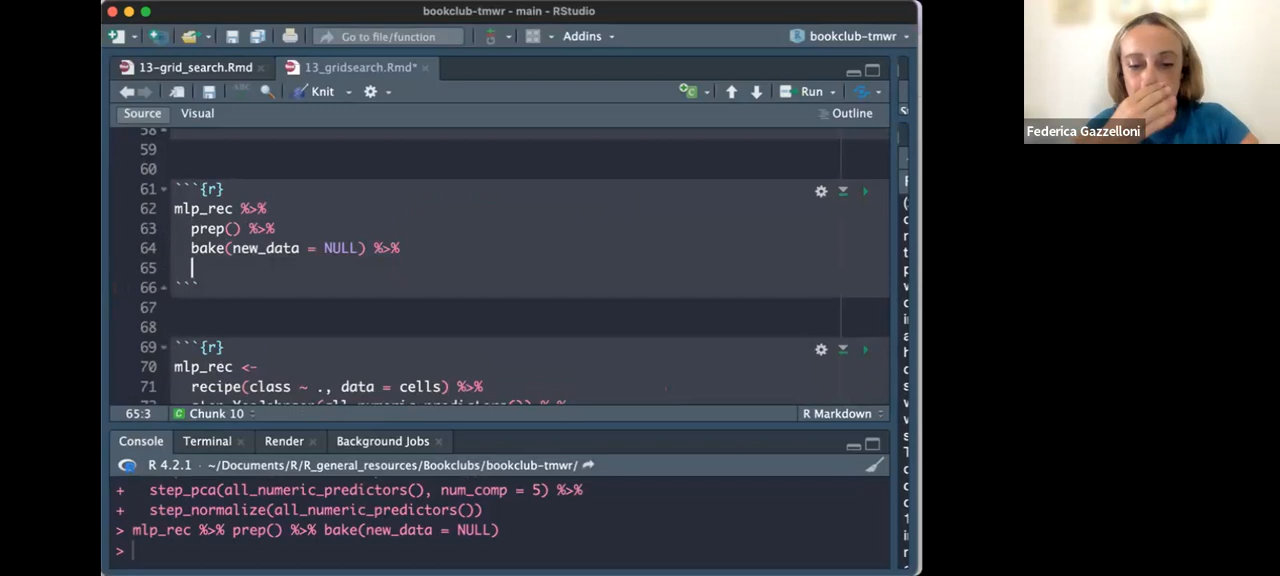 bookclub-tmwr - main - RStudio
Go to file/function
Addins
bookclub-tmwr
13-grid_search.Rmd
13_gridsearch.Rmd*
Knit
Run
Source
Visual
Outline
58
59
60
61 ```{r}
62 mlp_rec %>%
63 prep() %>%
64 bake(new_data = NULL) %>%
65
66 ```
67
68
69 ```{r}
70 mlp_rec <-
71 recipe(class ~ ., data = cells) %>%
65:3
Chunk 10
R Markdown
Console
Terminal
Render
Background Jobs
R 4.2.1 · ~/Documents/R/R_general_resources/Bookclubs/bookclub-tmwr/
+ step_pca(all_numeric_predictors(), num_comp = 5) %>%
+ step_normalize(all_numeric_predictors())
> mlp_rec %>% prep() %>% bake(new_data = NULL)
>
Federica Gazzelloni